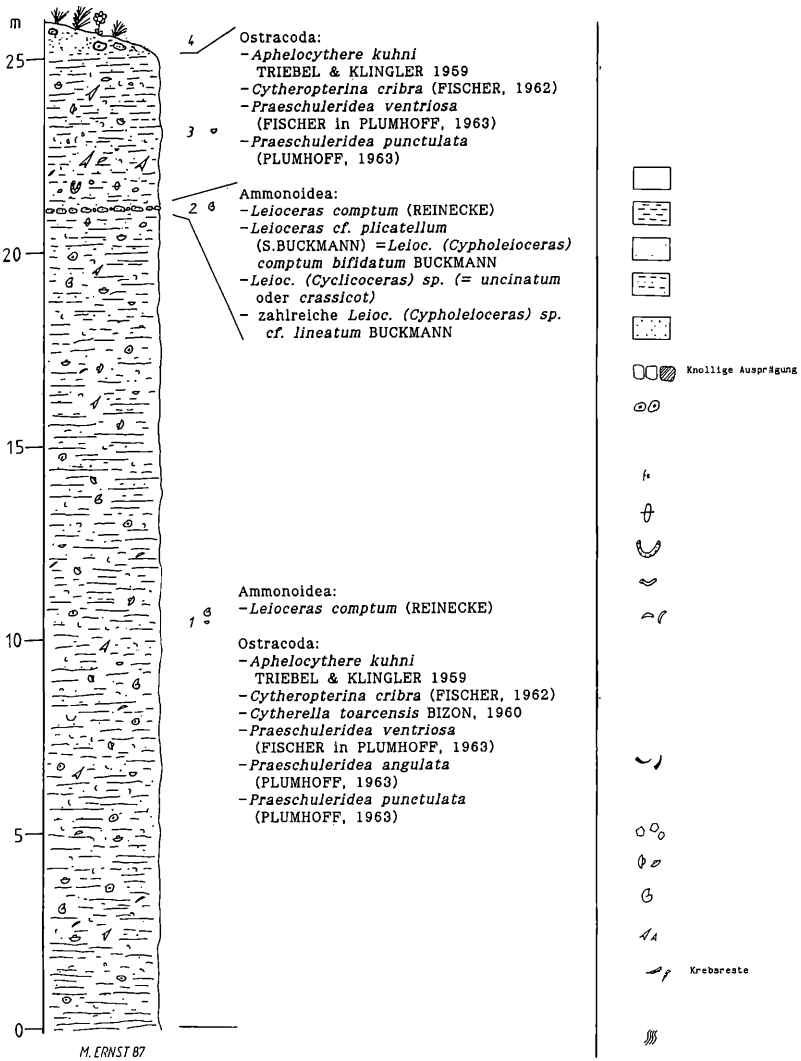 m
25
20
15
10
5
0
4
Ostracoda:
-Aphelocythere kuhni
TRIEBEL & KLINGLER 1959
-Cytheropterina cribra (FISCHER, 1962)
-Praeschuleridea ventriosa
(FISCHER in PLUMHOFF, 1963)
-Praeschuleridea punctulata
(PLUMHOFF, 1963)
3
2
Ammonoidea:
-Leioceras comptum (REINECKE)
-Leioceras cf. plicatellum
(S.BUCKMANN) =Leioc. (Cypholeioceras)
comptum bifidatum BUCKMANN
-Leioc. (Cyclicoceras) sp. (= uncinatum
oder crassicot)
- zahlreiche Leioc. (Cypholeioceras) sp.
cf. lineatum BUCKMANN
1
Ammonoidea:
-Leioceras comptum (REINECKE)
Ostracoda:
-Aphelocythere kuhni
TRIEBEL & KLINGLER 1959
-Cytheropterina cribra (FISCHER, 1962)
-Cytherella toarcensis BIZON, 1960
-Praeschuleridea ventriosa
(FISCHER in PLUMHOFF, 1963)
-Praeschuleridea angulata
(PLUMHOFF, 1963)
-Praeschuleridea punctulata
(PLUMHOFF, 1963)
M. ERNST 87
Knollige Ausprägung
Krebsreste